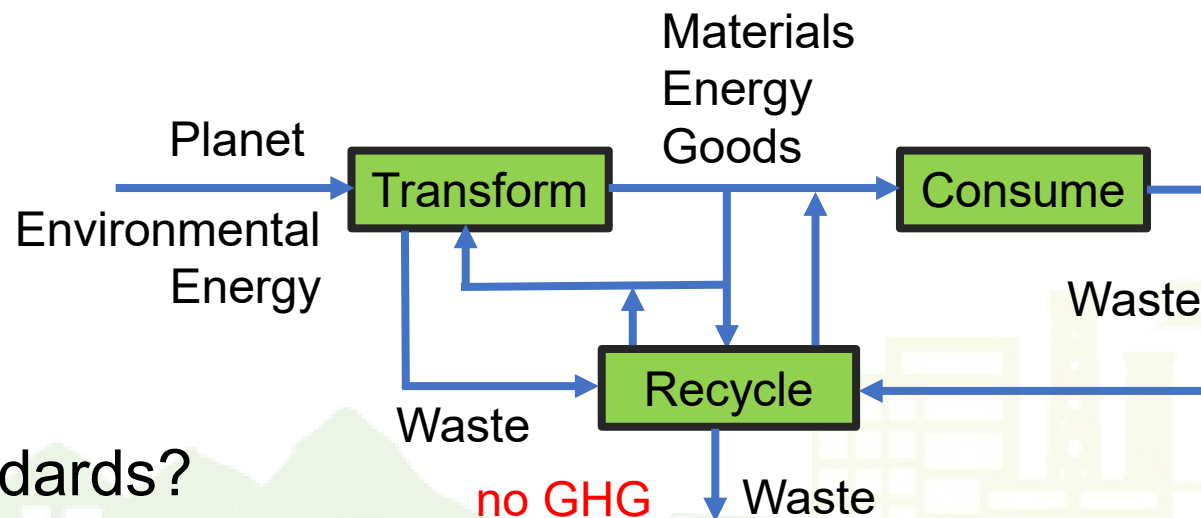 Materials
Energy
Goods
Planet
Transform
Consume
Environmental
Energy
Waste
Recycle
Waste
dards?
no GHG
Waste